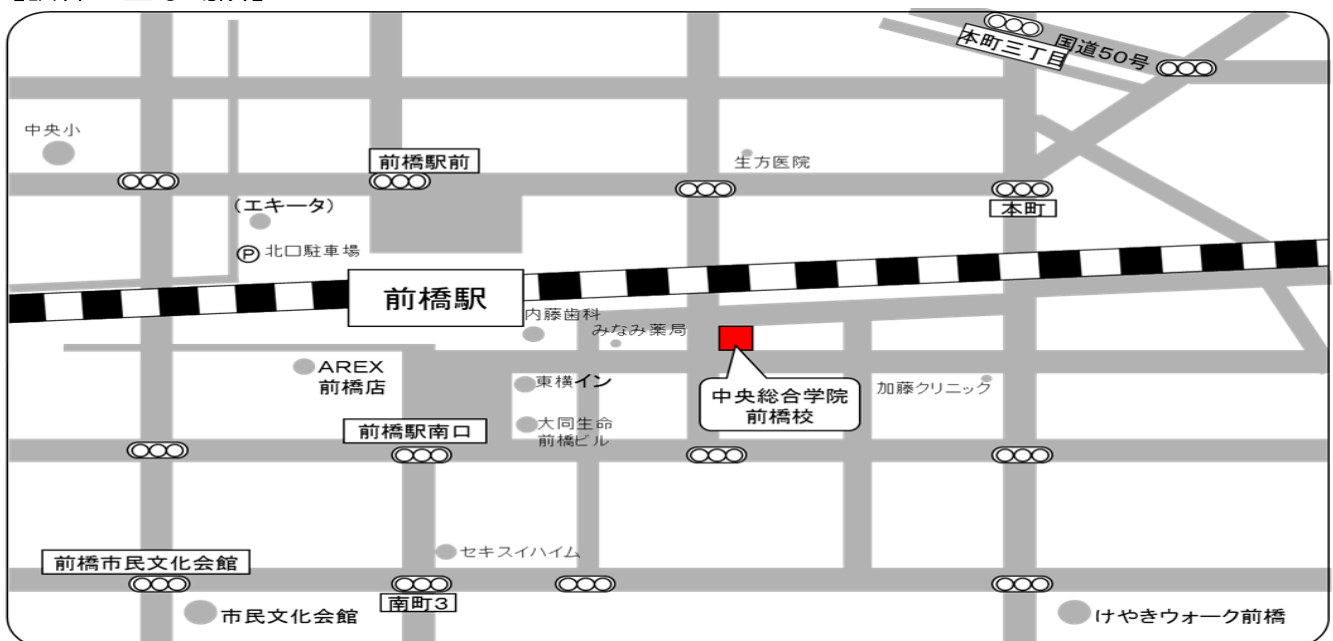 本町三丁目
国道50号
中央小
前橋駅前
生方医院
(エキータ)
本町
P 北口駐車場
前橋駅
内藤歯科
みなみ薬局
AREX
前橋店
東横イン
中央総合学院
前橋校
加藤クリニック
前橋駅南口
大同生命
前橋ビル
セキスイハイム
前橋市民文化会館
南町3
市民文化会館
けやきウォーク前橋